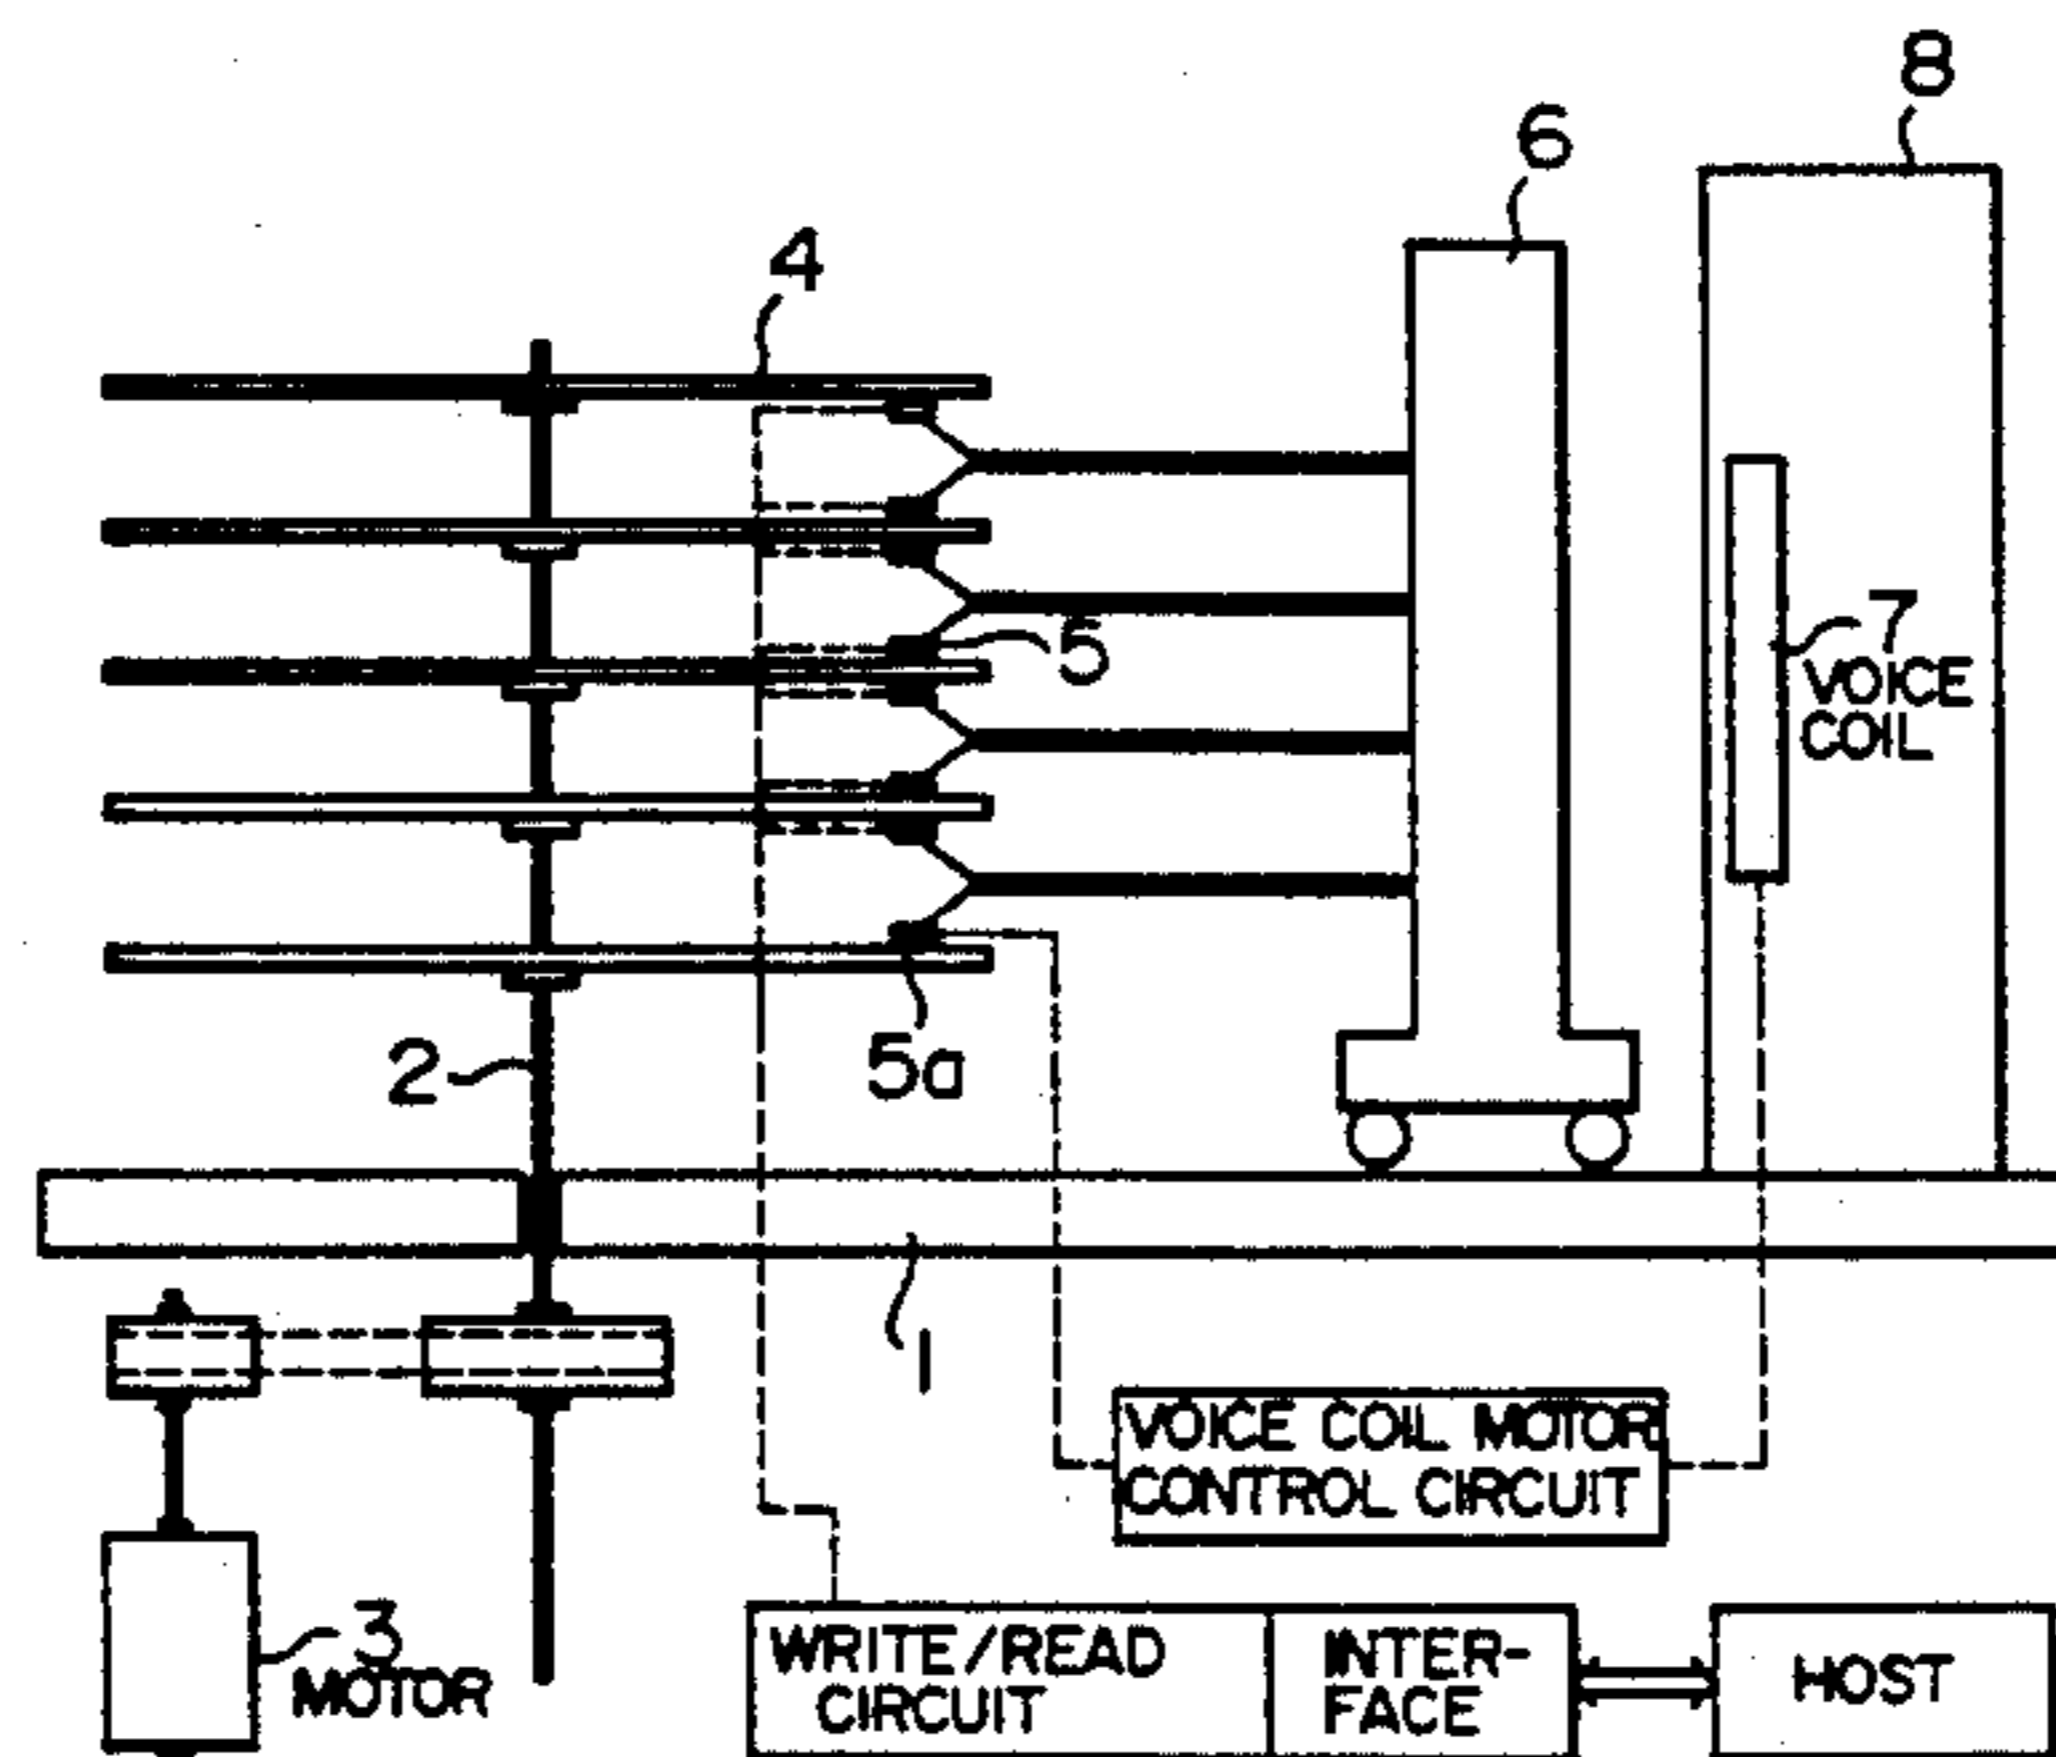 8
6
4
5
7
VOICE
COIL
5a
2
1
VOICE COIL MOTOR
CONTROL CIRCUIT
3
MOTOR
WRITE/READ
CIRCUIT
INTER-
FACE
HOST